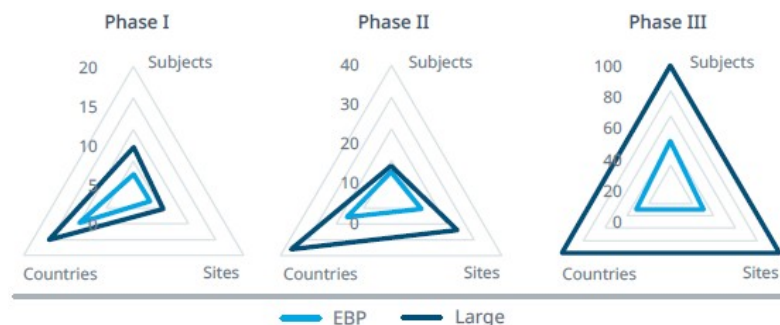 Phase I
Subjects
20
15
10
5
0
Countries
Sites
Phase II
Subjects
40
30
20
10
0
Countries
Sites
Phase III
Subjects
100
80
60
40
20
0
Countries
Sites
EBP
Large